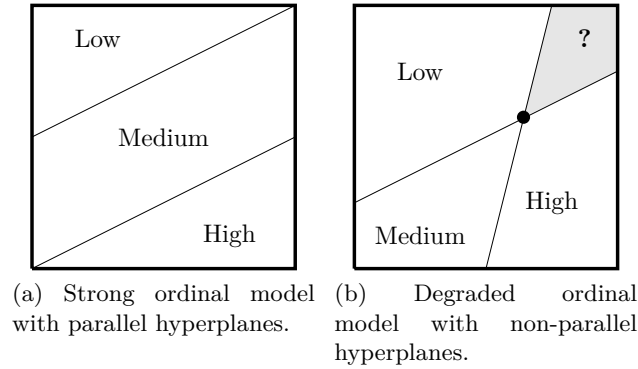 Low
Medium
High
(a) Strong ordinal model
with parallel hyperplanes.
?
Low
High
Medium
(b) Degraded ordinal
model with non-parallel
hyperplanes.